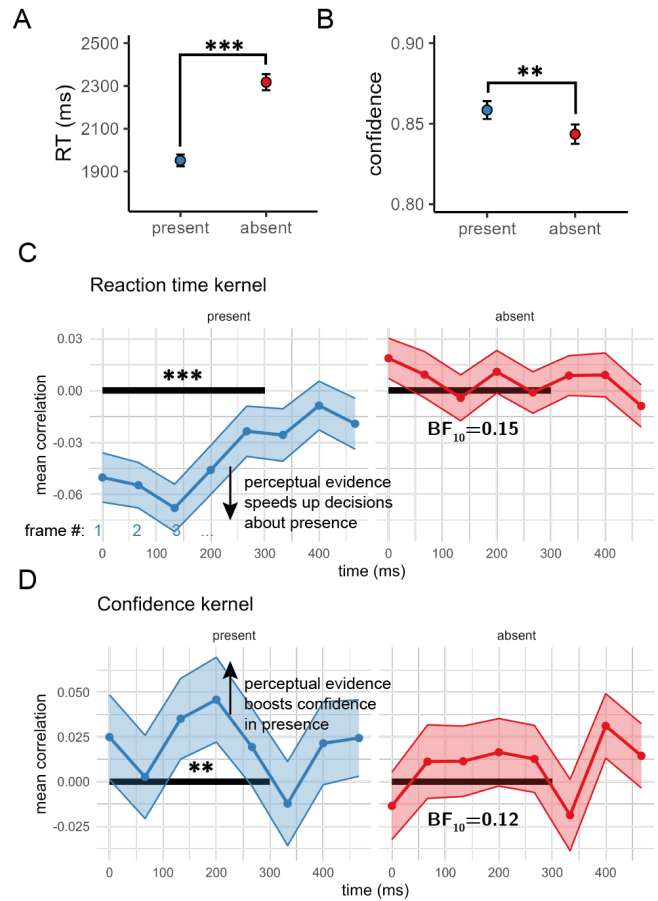 A
B
2500
2300
2100
1900
RT (ms)
***
present
absent
0.90
0.85
0.80
confidence
**
present
absent
C
Reaction time kernel
present
absent
0.03
0.00
-0.03
-0.06
mean correlation
***
BF10=0.15
perceptual evidence
speeds up decisions
about presence
frame #: 1 2 3 ...
0 100 200 300 400
0 100 200 300 400
time (ms)
D
Confidence kernel
present
absent
0.050
0.025
0.000
-0.025
mean correlation
perceptual evidence
boosts confidence
in presence
**
BF10=0.12
0 100 200 300 400
0 100 200 300 400
time (ms)